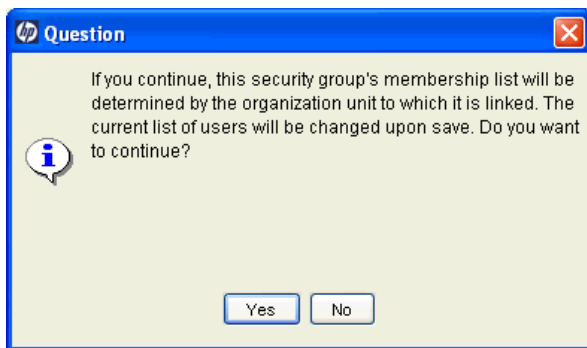 hp Question
If you continue, this security group's membership list will be
determined by the organization unit to which it is linked. The
current list of users will be changed upon save. Do you want
to continue?
Yes No